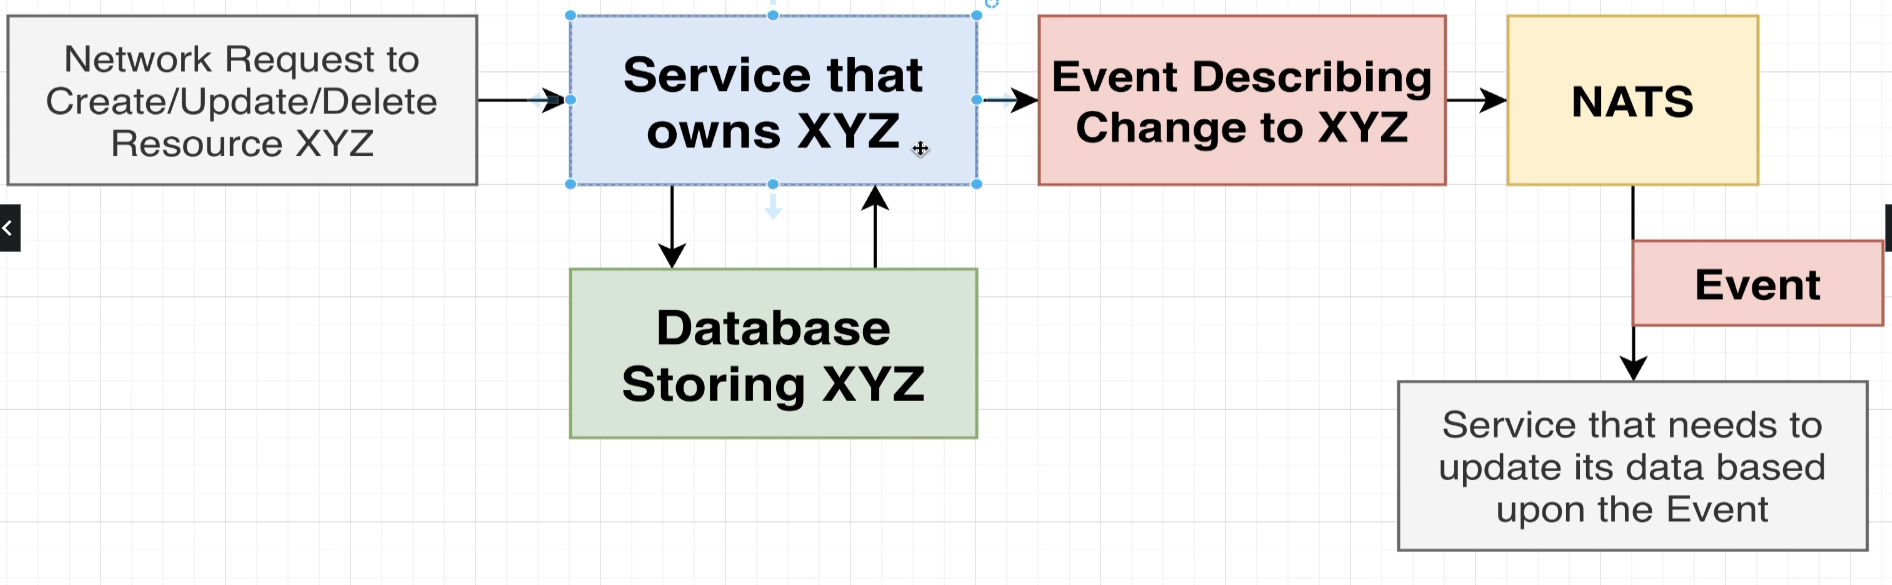 Network Request to
Create/Update/Delete
Resource XYZ
Service that
owns XYZ
Event Describing
Change to XYZ
NATS
Event
Database
Storing XYZ
Service that needs to
update its data based
upon the Event